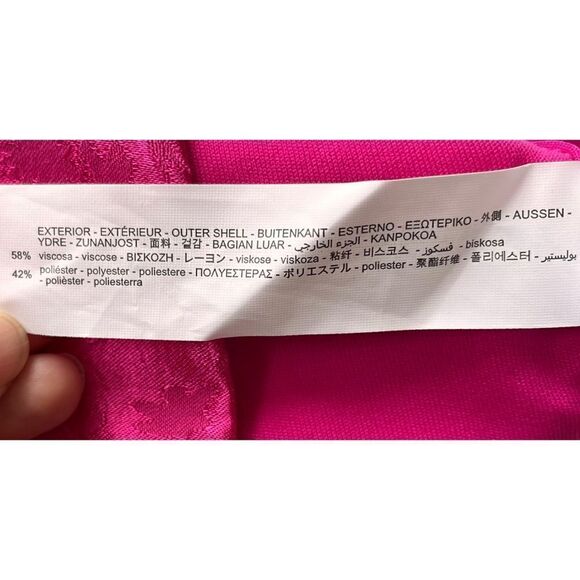 EXTERIOR - EXTÉRIEUR - OUTER SHELL - BUITENKANT - ESTERNO - ΕΞΩΤΕΡΙΚΟ - 外側 - AUSSEN -
YDRE - ZUNANJOST - 面料 - 겉감 - BAGIAN LUAR - الجزء الخارجي - KANPOKOA
58% viscosa - viscose - ΒΙΣΚΟΖΗ - レーヨン - viskose - viskoza - 粘纤 - 비스코스 - فسكوز - biskosa
42% poliéster - polyester - poliestere - ΠΟΛΥΕΣΤΕΡΑΣ - ポリエステル - poliester - 聚酯纤维 - 폴리에스터 - بوليستير
- polièster - poliesterra